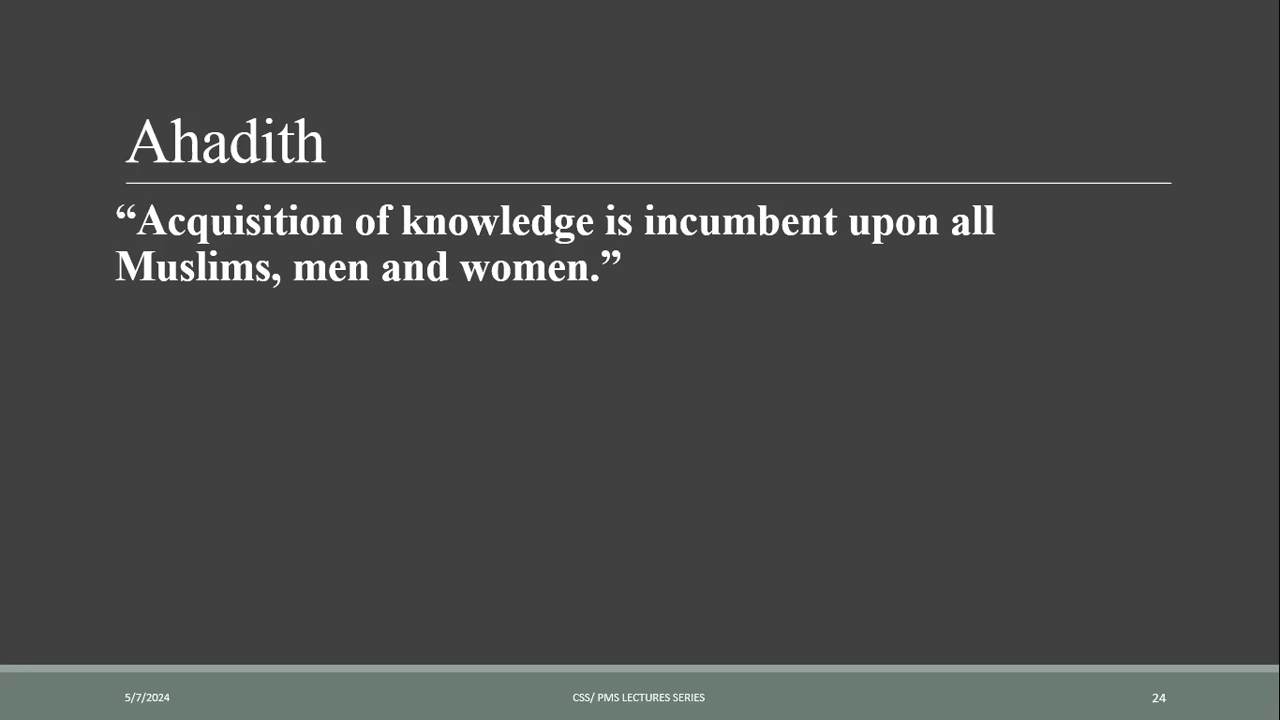 Ahadith
“Acquisition of knowledge is incumbent upon all
Muslims, men and women.”
5/7/2024
CSS/ PMS LECTURES SERIES
24